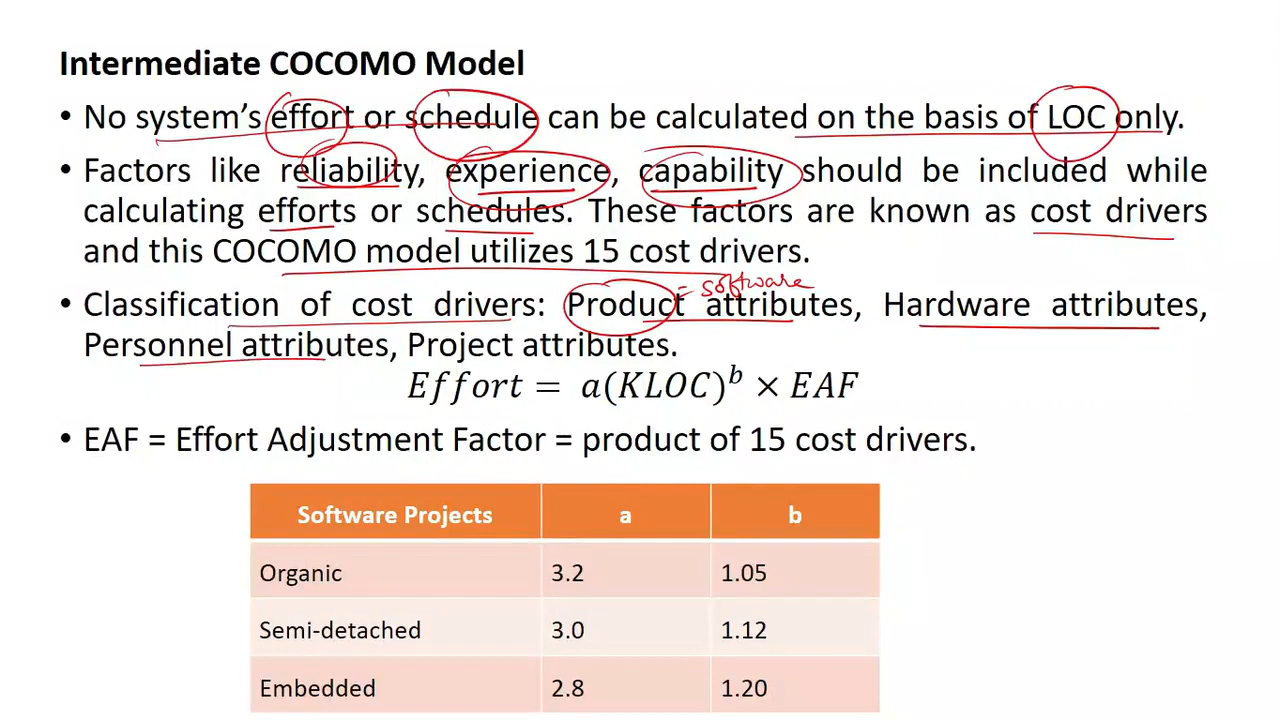 Intermediate COCOMO Model
• No system's effort or schedule can be calculated on the basis of LOC only.
• Factors like reliability, experience, capability should be included while
calculating efforts or schedules. These factors are known as cost drivers
and this COCOMO model utilizes 15 cost drivers.
= software
• Classification of cost drivers: Product attributes, Hardware attributes,
Personnel attributes, Project attributes.
Effort = a(KLOC)^b × EAF
• EAF = Effort Adjustment Factor = product of 15 cost drivers.
Software Projects a b
Organic 3.2 1.05
Semi-detached 3.0 1.12
Embedded 2.8 1.20